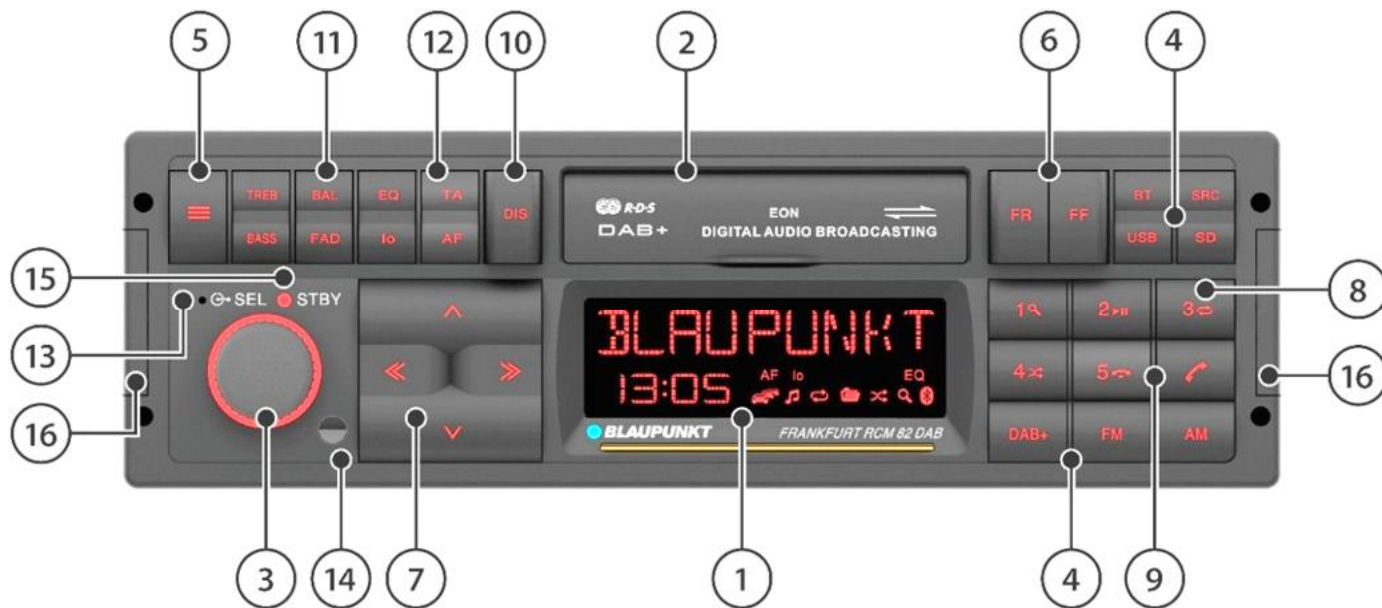 5 11 12 10 2 6 4
TREB BAL EQ TA DIS
BASS FAD lo AF
R·D·S
DAB+
EON
DIGITAL AUDIO BROADCASTING
FR FF
BT SRC
USB SD
15
13
SEL STBY
8
1 2 3
4 5
DAB+ FM AM
BLAUPUNKT
AF lo EQ
13:05
BLAUPUNKT FRANKFURT RCM 82 DAB
16 16
3 14 7 1 4 9